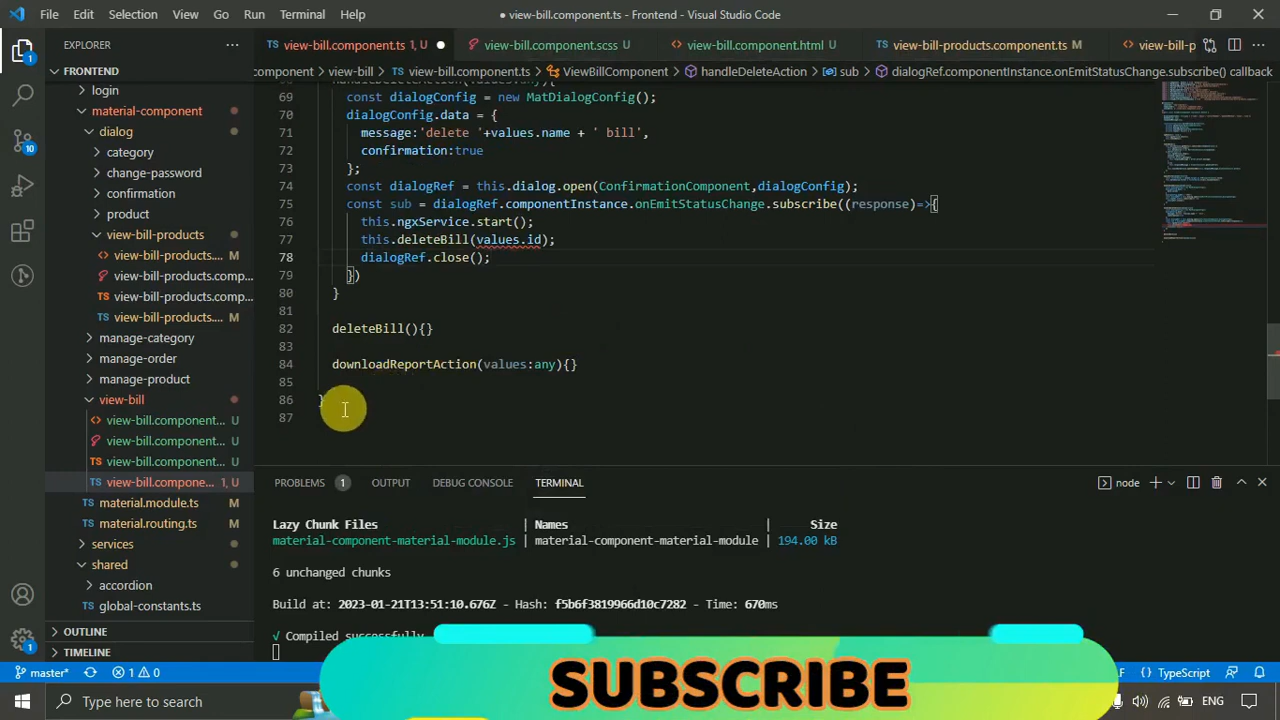 File Edit Selection View Go Run Terminal Help
● view-bill.component.ts - Frontend - Visual Studio Code
EXPLORER
FRONTEND
login
material-component
dialog
category
change-password
confirmation
product
view-bill-products
view-bill-products....
view-bill-products.comp...
view-bill-products.comp...
view-bill-products....
M
M
manage-category
manage-order
manage-product
view-bill
view-bill.component... U
view-bill.component... U
view-bill.component... U
view-bill.compone... 1, U
material.module.ts M
material.routing.ts M
services
shared
accordion
global-constants.ts
OUTLINE
TIMELINE
view-bill.component.ts 1, U
view-bill.component.scss U
view-bill.component.html U
view-bill-products.component.ts M
view-bill-p
component > view-bill > view-bill.component.ts > ViewBillComponent > handleDeleteAction > sub > dialogRef.componentInstance.onEmitStatusChange.subscribe() callback
69 const dialogConfig = new MatDialogConfig();
70 dialogConfig.data = {
71 message:'delete '+values.name + ' bill',
72 confirmation:true
73 };
74 const dialogRef = this.dialog.open(ConfirmationComponent,dialogConfig);
75 const sub = dialogRef.componentInstance.onEmitStatusChange.subscribe((response)=>{
76 this.ngxService.start();
77 this.deleteBill(values.id);
78 dialogRef.close();
79 })
80 }
81
82 deleteBill(){}
83
84 downloadReportAction(values:any){}
85
86 }
87
PROBLEMS 1 OUTPUT DEBUG CONSOLE TERMINAL
node
Lazy Chunk Files | Names | Size
material-component-material-module.js | material-component-material-module | 194.00 kB
6 unchanged chunks
Build at: 2023-01-21T13:51:10.676Z - Hash: f5b6f3819966d10c7282 - Time: 670ms
√ Compiled successfully
SUBSCRIBE
master* 1 0
TypeScript
Type here to search
ENG